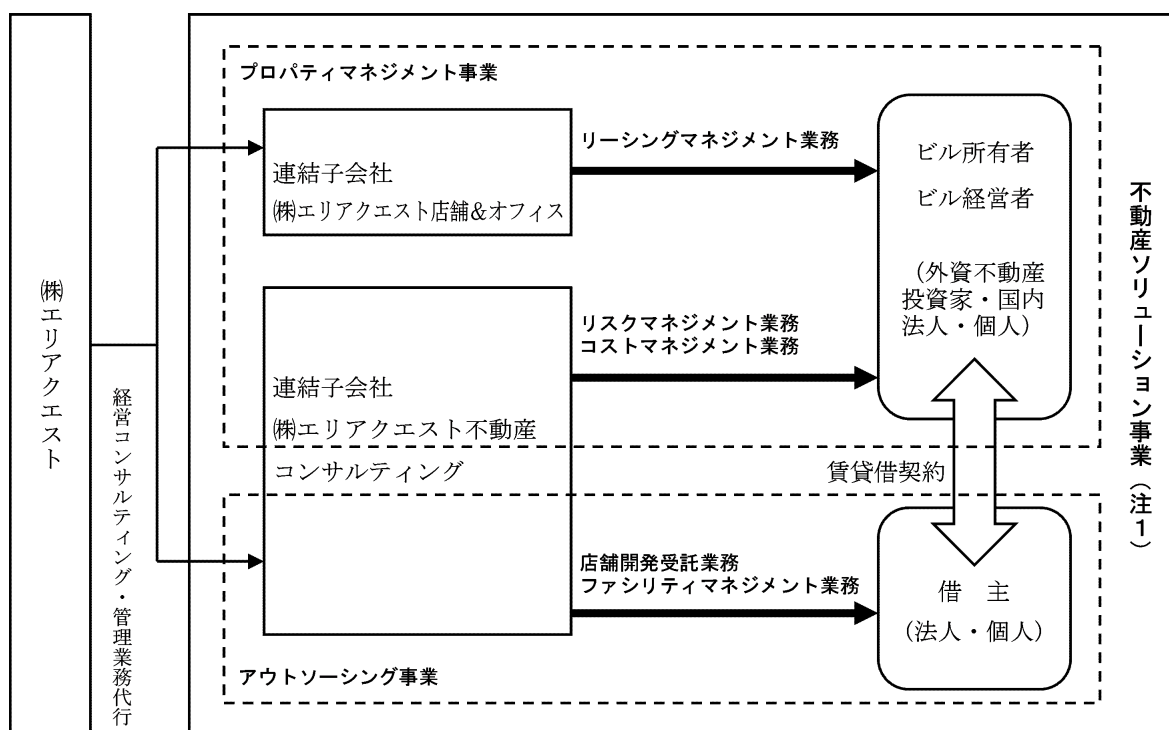 ㈱エリアクエスト
経営コンサルティング・管理業務代行
プロパティマネジメント事業
連結子会社
㈱エリアクエスト店舗&オフィス
リーシングマネジメント業務
ビル所有者
ビル経営者
（外資不動産
投資家・国内
法人・個人）
連結子会社
㈱エリアクエスト不動産
コンサルティング
リスクマネジメント業務
コストマネジメント業務
賃貸借契約
店舗開発受託業務
ファシリティマネジメント業務
借　主
（法人・個人）
アウトソーシング事業
不動産ソリューション事業（注１）